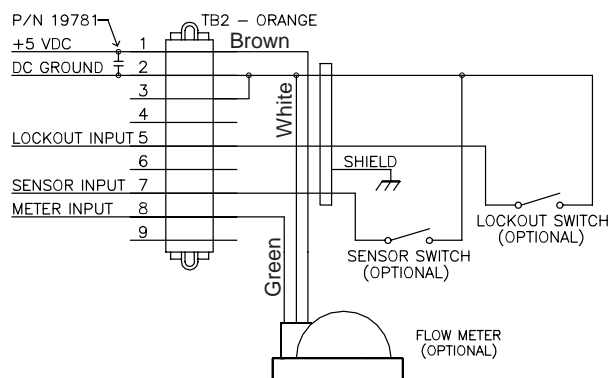 P/N 19781
TB2 – ORANGE
+5 VDC
1
Brown
DC GROUND
2
3
White
4
LOCKOUT INPUT
5
6
SHIELD
SENSOR INPUT
7
METER INPUT
8
9
LOCKOUT SWITCH
(OPTIONAL)
SENSOR SWITCH
(OPTIONAL)
Green
FLOW METER
(OPTIONAL)